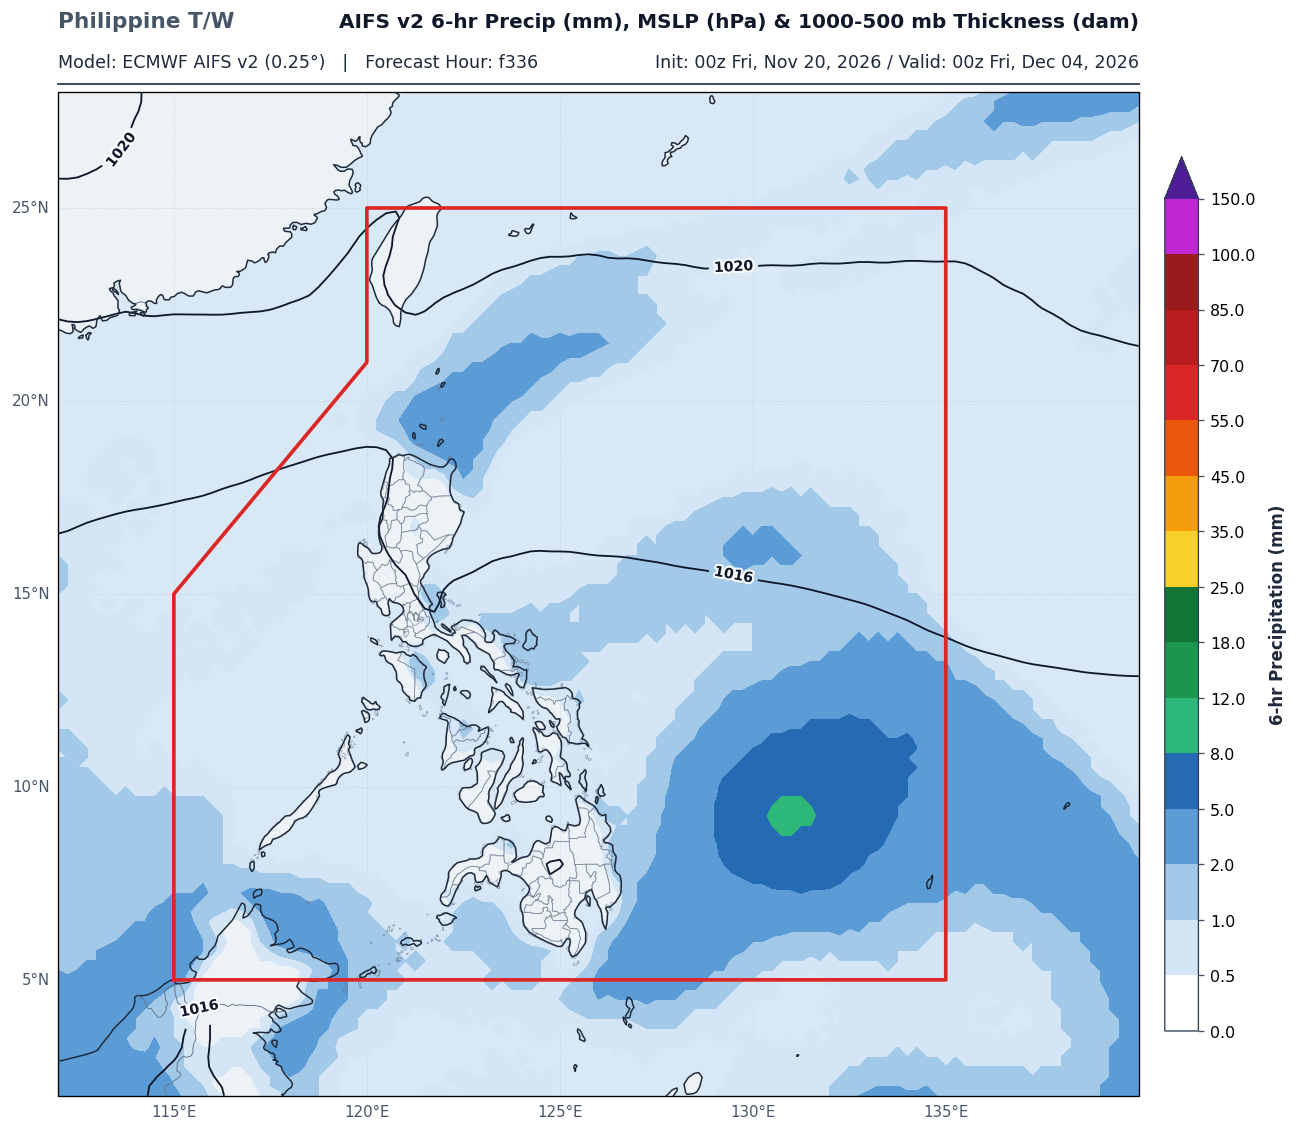 Philippine T/W
AIFS v2 6-hr Precip (mm), MSLP (hPa) & 1000-500 mb Thickness (dam)
Model: ECMWF AIFS v2 (0.25°) | Forecast Hour: f336
Init: 00z Fri, Nov 20, 2026 / Valid: 00z Fri, Dec 04, 2026
1020
25°N
1020
20°N
15°N
1016
10°N
5°N
1016
115°E
120°E
125°E
130°E
135°E
150.0
100.0
85.0
70.0
55.0
45.0
35.0
25.0
18.0
12.0
8.0
5.0
2.0
1.0
0.5
0.0
6-hr Precipitation (mm)